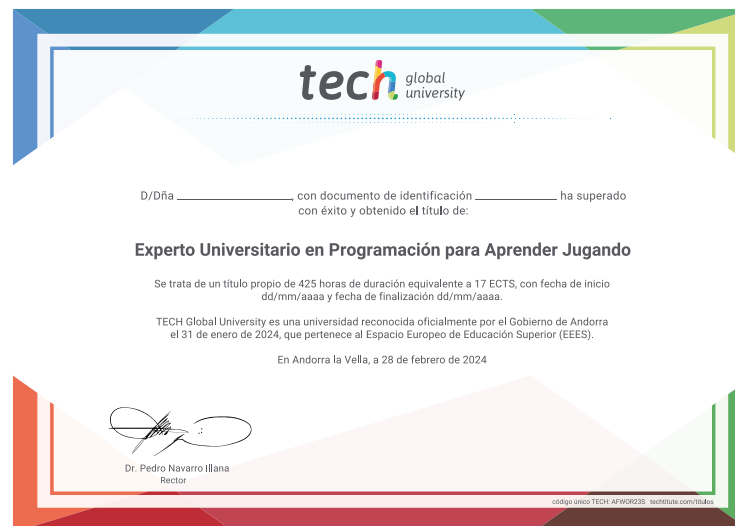 tech global
university
D/Dña ____________________, con documento de identificación ______________ ha superado
con éxito y obtenido el título de:
Experto Universitario en Programación para Aprender Jugando
Se trata de un título propio de 425 horas de duración equivalente a 17 ECTS, con fecha de inicio
dd/mm/aaaa y fecha de finalización dd/mm/aaaa.
TECH Global University es una universidad reconocida oficialmente por el Gobierno de Andorra
el 31 de enero de 2024, que pertenece al Espacio Europeo de Educación Superior (EEES).
En Andorra la Vella, a 28 de febrero de 2024
Dr. Pedro Navarro Illana
Rector
código único TECH: AFWOR23S techtitute.com/titulos